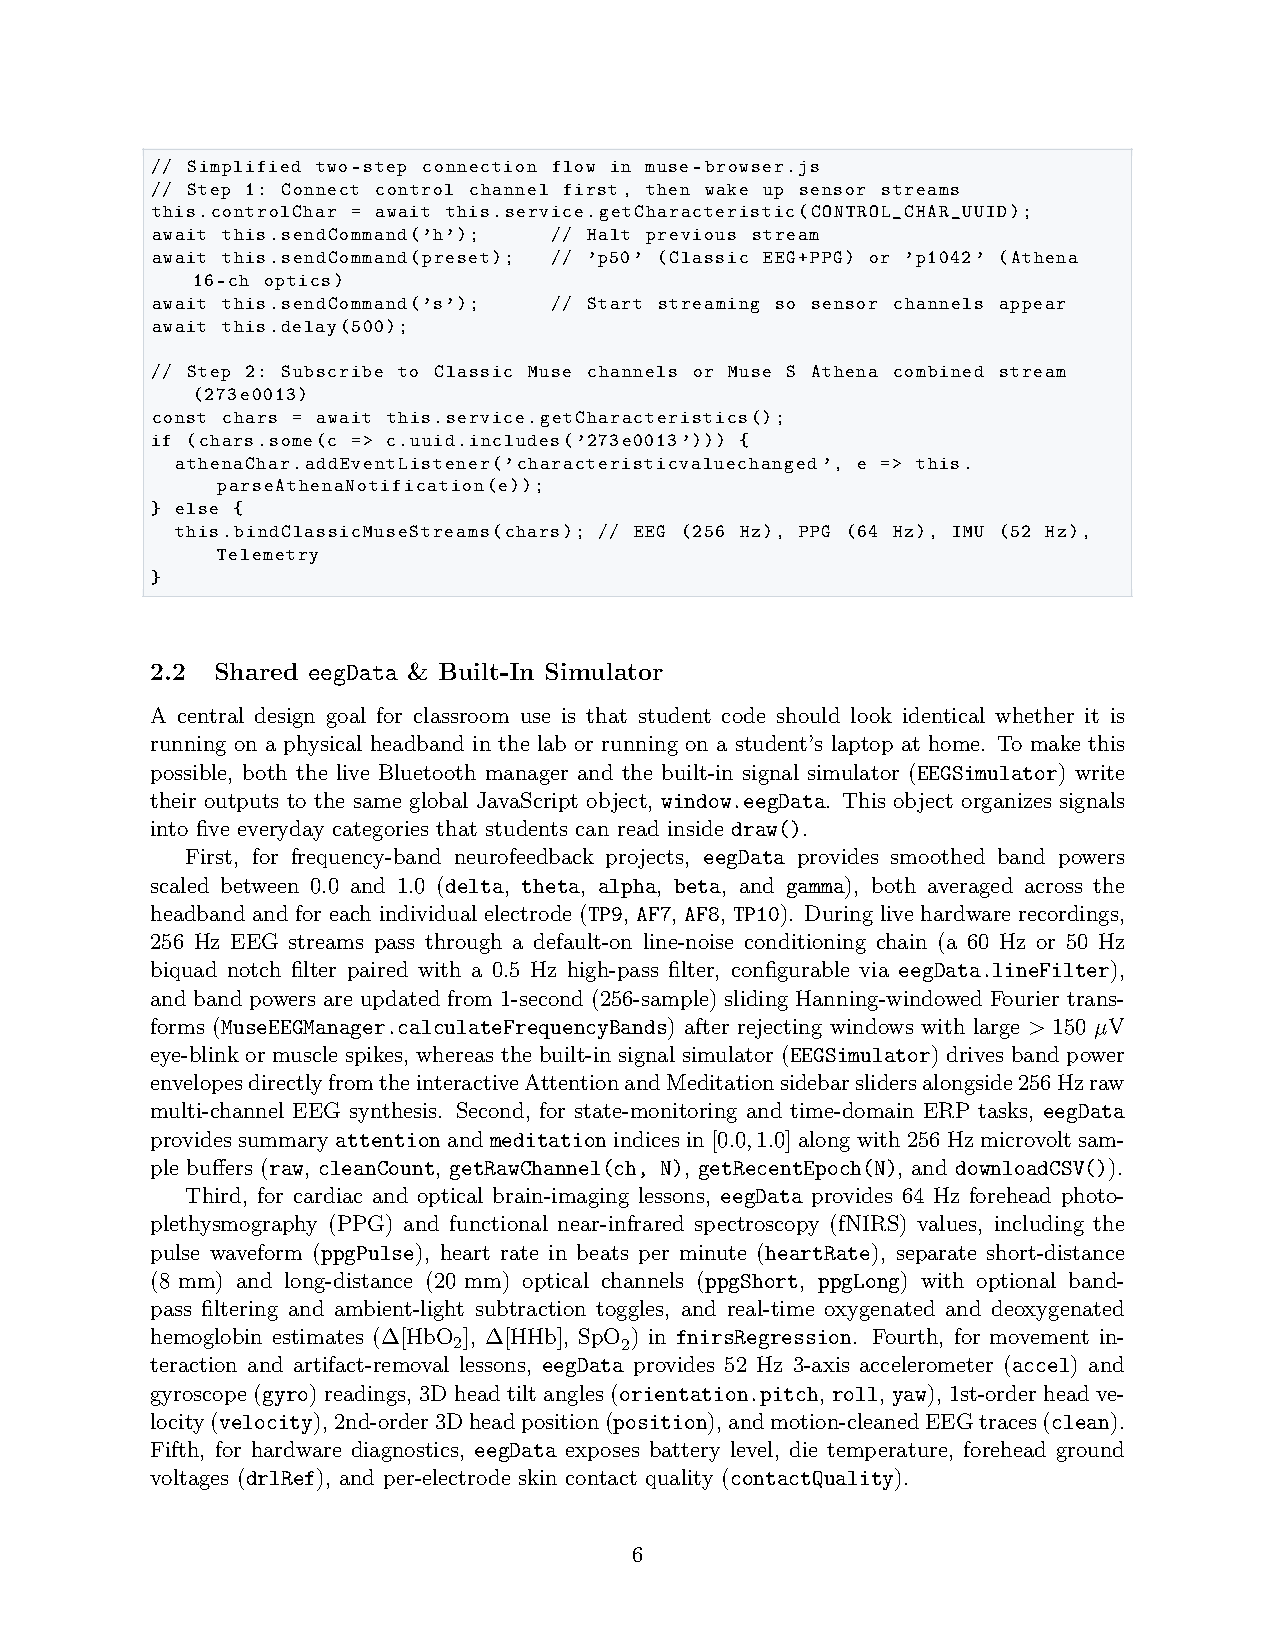 // Simplified two-step connection flow in muse-browser.js
// Step 1: Connect control channel first, then wake up sensor streams
this.controlChar = await this.service.getCharacteristic(CONTROL_CHAR_UUID);
await this.sendCommand('h');      // Halt previous stream
await this.sendCommand(preset);   // 'p50' (Classic EEG+PPG) or 'p1042' (Athena
16-ch optics)
await this.sendCommand('s');      // Start streaming so sensor channels appear
await this.delay(500);
// Step 2: Subscribe to Classic Muse channels or Muse S Athena combined stream
(273e0013)
const chars = await this.service.getCharacteristics();
if (chars.some(c => c.uuid.includes('273e0013'))) {
athenaChar.addEventListener('characteristicvaluechanged', e => this.
parseAthenaNotification(e));
} else {
this.bindClassicMuseStreams(chars); // EEG (256 Hz), PPG (64 Hz), IMU (52 Hz),
Telemetry
}
2.2 Shared eegData & Built-In Simulator
A central design goal for classroom use is that student code should look identical whether it is
running on a physical headband in the lab or running on a student's laptop at home. To make this
possible, both the live Bluetooth manager and the built-in signal simulator (EEGSimulator) write
their outputs to the same global JavaScript object, window.eegData. This object organizes signals
into five everyday categories that students can read inside draw().
First, for frequency-band neurofeedback projects, eegData provides smoothed band powers
scaled between 0.0 and 1.0 (delta, theta, alpha, beta, and gamma), both averaged across the
headband and for each individual electrode (TP9, AF7, AF8, TP10). During live hardware recordings,
256 Hz EEG streams pass through a default-on line-noise conditioning chain (a 60 Hz or 50 Hz
biquad notch filter paired with a 0.5 Hz high-pass filter, configurable via eegData.lineFilter),
and band powers are updated from 1-second (256-sample) sliding Hanning-windowed Fourier trans-
forms (MuseEEGManager.calculateFrequencyBands) after rejecting windows with large > 150 μV
eye-blink or muscle spikes, whereas the built-in signal simulator (EEGSimulator) drives band power
envelopes directly from the interactive Attention and Meditation sidebar sliders alongside 256 Hz raw
multi-channel EEG synthesis. Second, for state-monitoring and time-domain ERP tasks, eegData
provides summary attention and meditation indices in [0.0, 1.0] along with 256 Hz microvolt sam-
ple buffers (raw, cleanCount, getRawChannel(ch, N), getRecentEpoch(N), and downloadCSV()).
Third, for cardiac and optical brain-imaging lessons, eegData provides 64 Hz forehead photo-
plethysmography (PPG) and functional near-infrared spectroscopy (fNIRS) values, including the
pulse waveform (ppgPulse), heart rate in beats per minute (heartRate), separate short-distance
(8 mm) and long-distance (20 mm) optical channels (ppgShort, ppgLong) with optional band-
pass filtering and ambient-light subtraction toggles, and real-time oxygenated and deoxygenated
hemoglobin estimates (Δ[HbO₂], Δ[HHb], SpO₂) in fnirsRegression. Fourth, for movement in-
teraction and artifact-removal lessons, eegData provides 52 Hz 3-axis accelerometer (accel) and
gyroscope (gyro) readings, 3D head tilt angles (orientation.pitch, roll, yaw), 1st-order head ve-
locity (velocity), 2nd-order 3D head position (position), and motion-cleaned EEG traces (clean).
Fifth, for hardware diagnostics, eegData exposes battery level, die temperature, forehead ground
voltages (drlRef), and per-electrode skin contact quality (contactQuality).
6